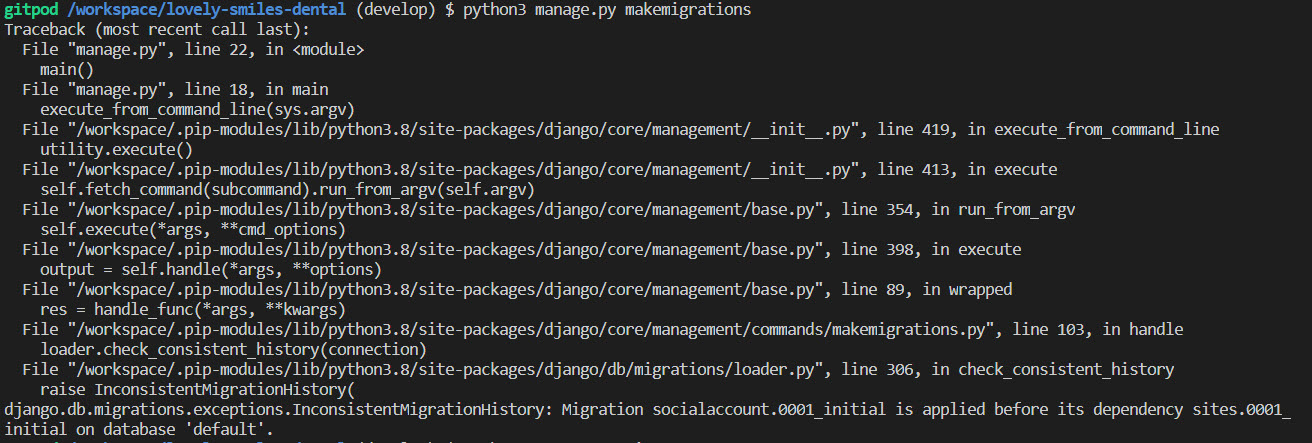 gitpod /workspace/lovely-smiles-dental (develop) $ python3 manage.py makemigrations
Traceback (most recent call last):
  File "manage.py", line 22, in <module>
    main()
  File "manage.py", line 18, in main
    execute_from_command_line(sys.argv)
  File "/workspace/.pip-modules/lib/python3.8/site-packages/django/core/management/__init__.py", line 419, in execute_from_command_line
    utility.execute()
  File "/workspace/.pip-modules/lib/python3.8/site-packages/django/core/management/__init__.py", line 413, in execute
    self.fetch_command(subcommand).run_from_argv(self.argv)
  File "/workspace/.pip-modules/lib/python3.8/site-packages/django/core/management/base.py", line 354, in run_from_argv
    self.execute(*args, **cmd_options)
  File "/workspace/.pip-modules/lib/python3.8/site-packages/django/core/management/base.py", line 398, in execute
    output = self.handle(*args, **options)
  File "/workspace/.pip-modules/lib/python3.8/site-packages/django/core/management/base.py", line 89, in wrapped
    res = handle_func(*args, **kwargs)
  File "/workspace/.pip-modules/lib/python3.8/site-packages/django/core/management/commands/makemigrations.py", line 103, in handle
    loader.check_consistent_history(connection)
  File "/workspace/.pip-modules/lib/python3.8/site-packages/django/db/migrations/loader.py", line 306, in check_consistent_history
    raise InconsistentMigrationHistory(
django.db.migrations.exceptions.InconsistentMigrationHistory: Migration socialaccount.0001_initial is applied before its dependency sites.0001_
initial on database 'default'.